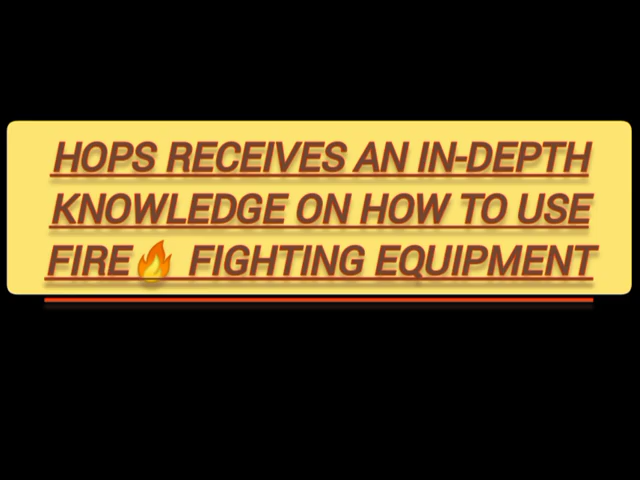 HOPS RECEIVES AN IN-DEPTH
KNOWLEDGE ON HOW TO USE
FIRE🔥 FIGHTING EQUIPMENT